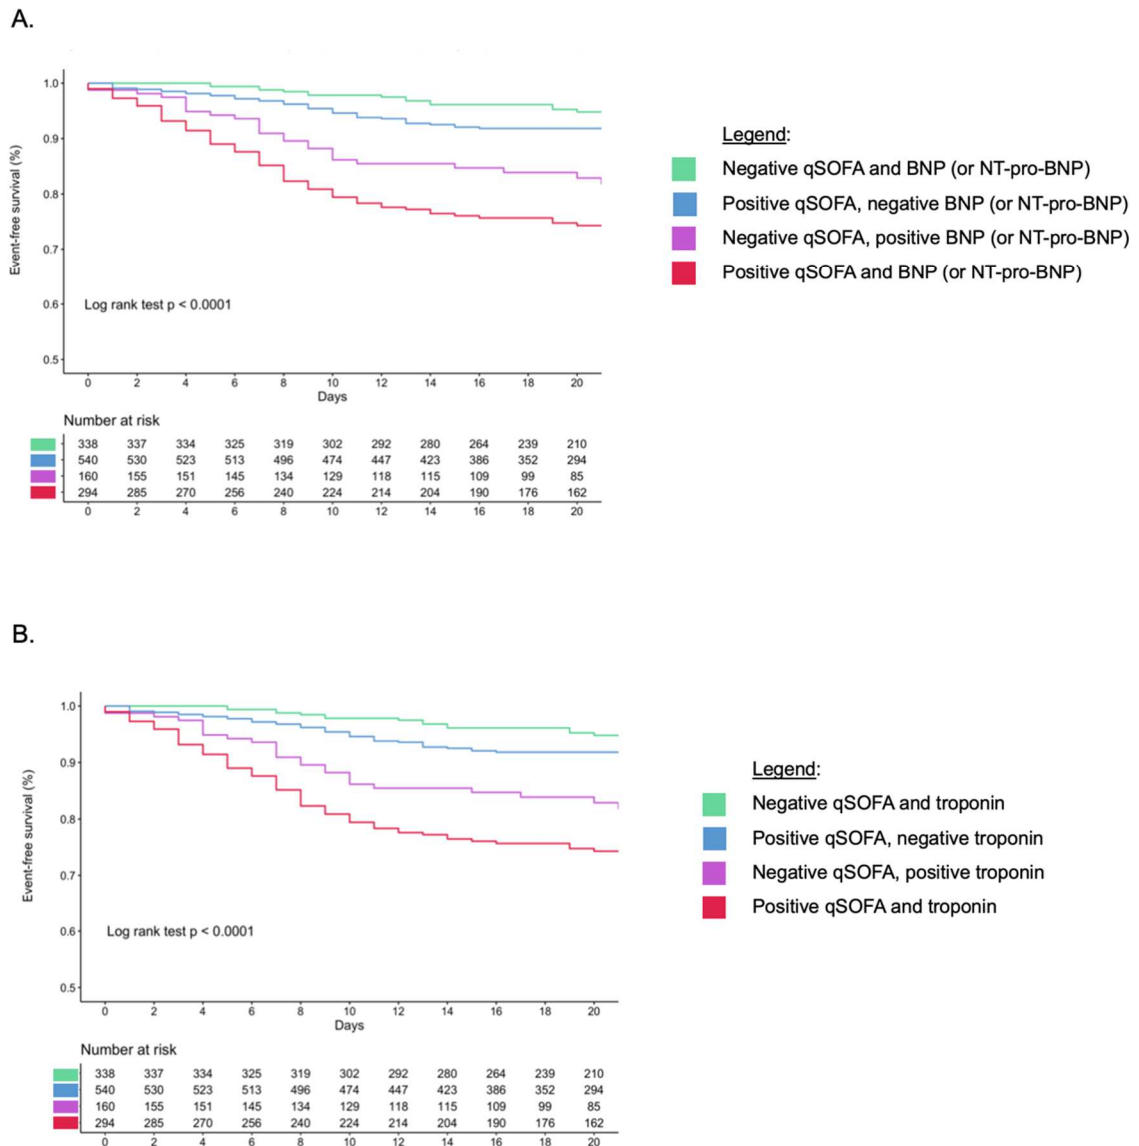 A.
1.0
0.9
0.8
0.7
0.6
0.5
Event-free survival (%)
Log rank test p < 0.0001
0 2 4 6 8 10 12 14 16 18 20
Days
Legend:
Negative qSOFA and BNP (or NT-pro-BNP)
Positive qSOFA, negative BNP (or NT-pro-BNP)
Negative qSOFA, positive BNP (or NT-pro-BNP)
Positive qSOFA and BNP (or NT-pro-BNP)
Number at risk
338 337 334 325 319 302 292 280 264 239 210
540 530 523 513 496 474 447 423 386 352 294
160 155 151 145 134 129 118 115 109 99 85
294 285 270 256 240 224 214 204 190 176 162
0 2 4 6 8 10 12 14 16 18 20
B.
1.0
0.9
0.8
0.7
0.6
0.5
Event-free survival (%)
Log rank test p < 0.0001
0 2 4 6 8 10 12 14 16 18 20
Days
Legend:
Negative qSOFA and troponin
Positive qSOFA, negative troponin
Negative qSOFA, positive troponin
Positive qSOFA and troponin
Number at risk
338 337 334 325 319 302 292 280 264 239 210
540 530 523 513 496 474 447 423 386 352 294
160 155 151 145 134 129 118 115 109 99 85
294 285 270 256 240 224 214 204 190 176 162
0 2 4 6 8 10 12 14 16 18 20